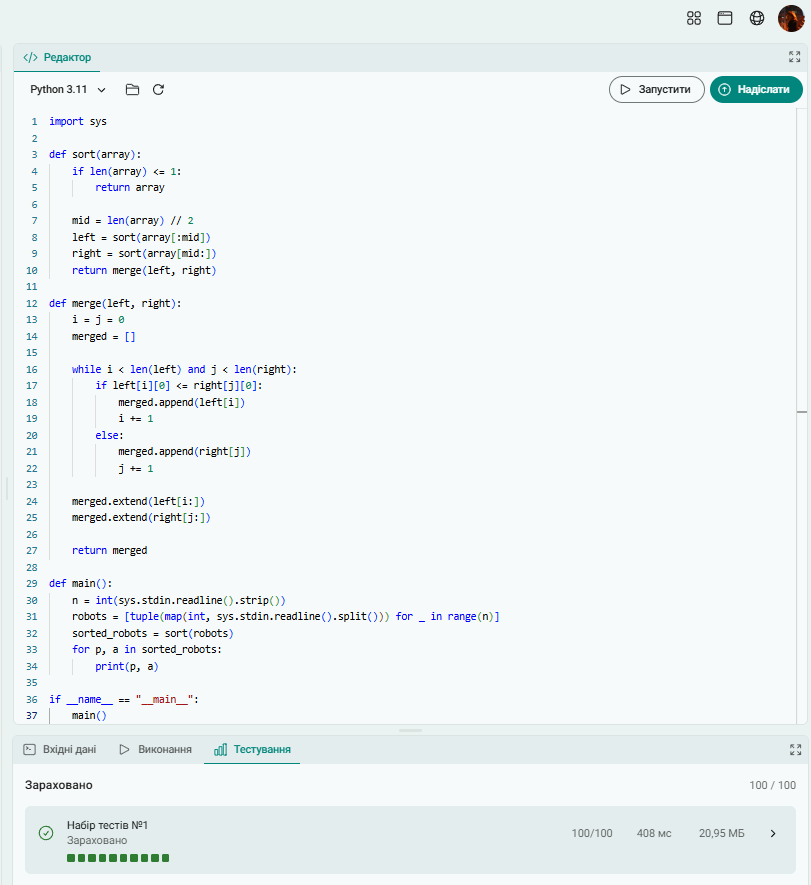 </> Редактор
Python 3.11
Запустити
Надіслати
1 import sys
2
3 def sort(array):
4     if len(array) <= 1:
5         return array
6
7     mid = len(array) // 2
8     left = sort(array[:mid])
9     right = sort(array[mid:])
10     return merge(left, right)
11
12 def merge(left, right):
13     i = j = 0
14     merged = []
15
16     while i < len(left) and j < len(right):
17         if left[i][0] <= right[j][0]:
18             merged.append(left[i])
19             i += 1
20         else:
21             merged.append(right[j])
22             j += 1
23
24     merged.extend(left[i:])
25     merged.extend(right[j:])
26
27     return merged
28
29 def main():
30     n = int(sys.stdin.readline().strip())
31     robots = [tuple(map(int, sys.stdin.readline().split())) for _ in range(n)]
32     sorted_robots = sort(robots)
33     for p, a in sorted_robots:
34         print(p, a)
35
36 if __name__ == "__main__":
37     main()
Вхідні дані
Виконання
Тестування
Зараховано
100 / 100
Набір тестів №1
Зараховано
100/100
408 мс
20,95 МБ